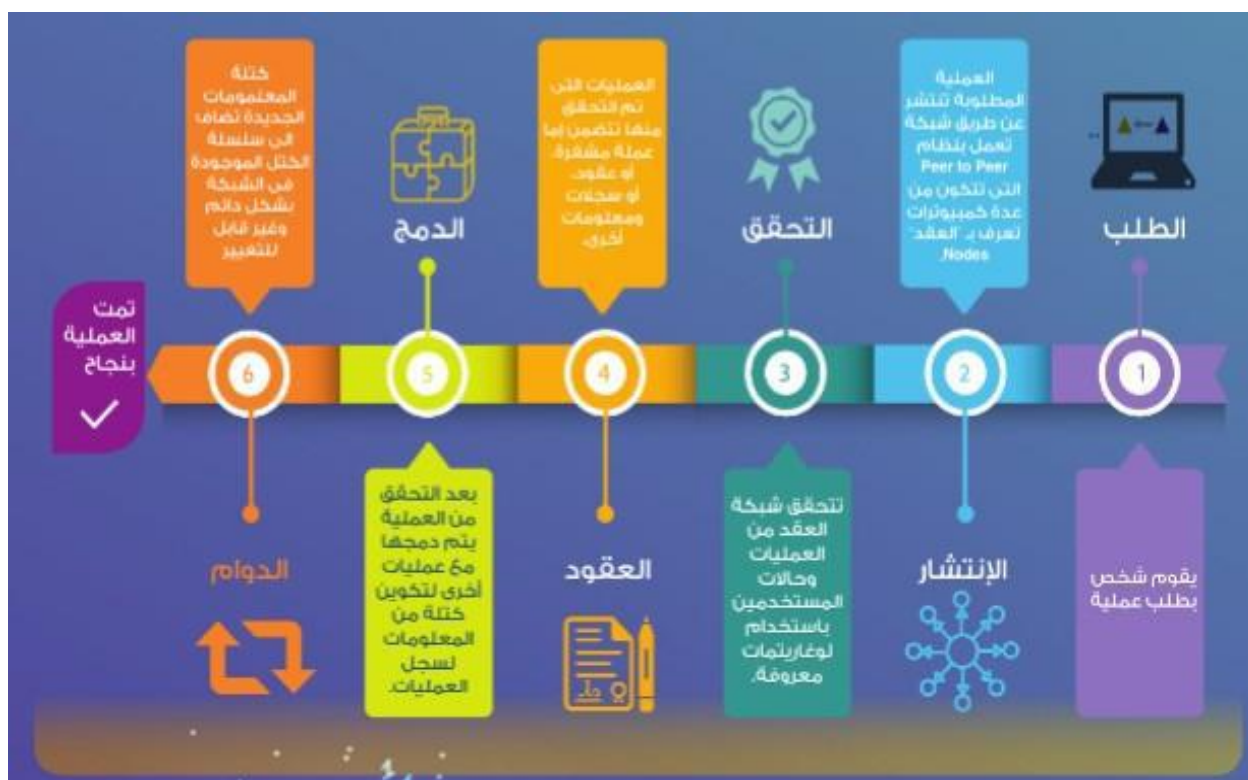 الطلب
1
يقوم شخص
بطلب عملية
العملية
المطلوبة تنتشر
عن طريق شبكة
تعمل بنظام
Peer to Peer
التي تتكون من
عدة كمبيوترات
تعرف بـ "العقد"
Nodes.
2
الإنتشار
التحقق
3
تتحقق شبكة
العقد من
العمليات
وحالات
المستخدمين
باستخدام
لوغاريتمات
معروفة.
العمليات التي
تم التحقق
منها تتضمن إما
عملة مشفرة.
أو عقود.
أو سجلات
ومعلومات
أخرى.
4
العقود
الدمج
5
بعد التحقق
من العملية
يتم دمجها
مع عمليات
أخرى لتكوين
كتلة من
المعلومات
لسجل
العمليات.
كتلة
المعلمومات
الجديدة تضاف
الى سلسلة
الكتل الموجودة
في الشبكة
بشكل دائم
وغير قابل
للتغيير
6
الدوام
تمت
العملية
بنجاح